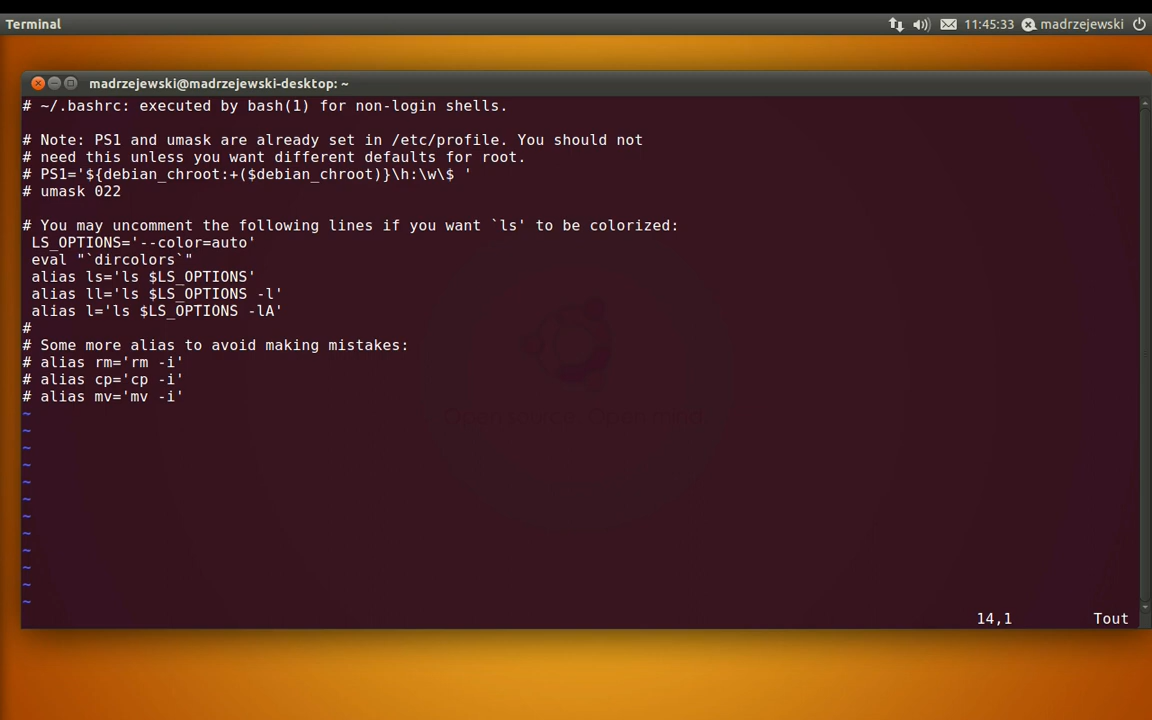 Terminal
11:45:33 madrzejewski
madrzejewski@madrzejewski-desktop: ~
# ~/.bashrc: executed by bash(1) for non-login shells.
# Note: PS1 and umask are already set in /etc/profile. You should not
# need this unless you want different defaults for root.
# PS1='${debian_chroot:+($debian_chroot)}\h:\w\$ '
# umask 022
# You may uncomment the following lines if you want `ls' to be colorized:
LS_OPTIONS='--color=auto'
eval "`dircolors`"
alias ls='ls $LS_OPTIONS'
alias ll='ls $LS_OPTIONS -l'
alias l='ls $LS_OPTIONS -lA'
#
# Some more alias to avoid making mistakes:
# alias rm='rm -i'
# alias cp='cp -i'
# alias mv='mv -i'
~
~
~
~
~
~
~
~
~
~
~
~
Open source. Open mind
14,1 Tout